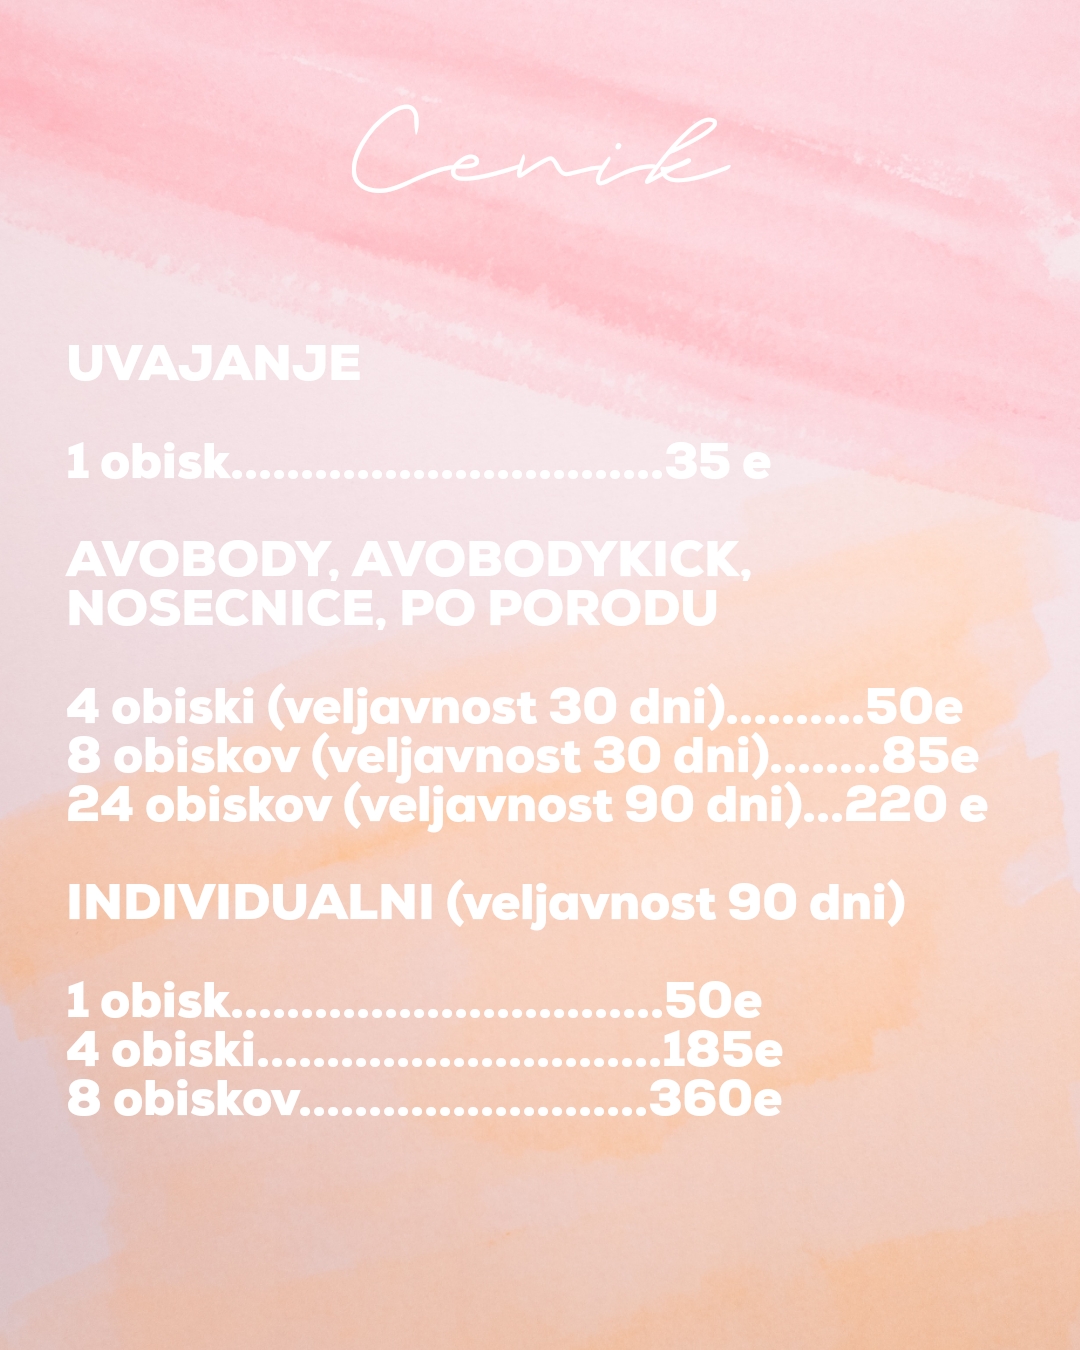 Cenik
UVAJANJE
1 obisk...............................35 e
AVOBODY, AVOBODYKICK,
NOSECNICE, PO PORODU
4 obiski (veljavnost 30 dni)..........50e
8 obiskov (veljavnost 30 dni)........85e
24 obiskov (veljavnost 90 dni)...220 e
INDIVIDUALNI (veljavnost 90 dni)
1 obisk...............................50e
4 obiski.............................185e
8 obiskov.........................360e